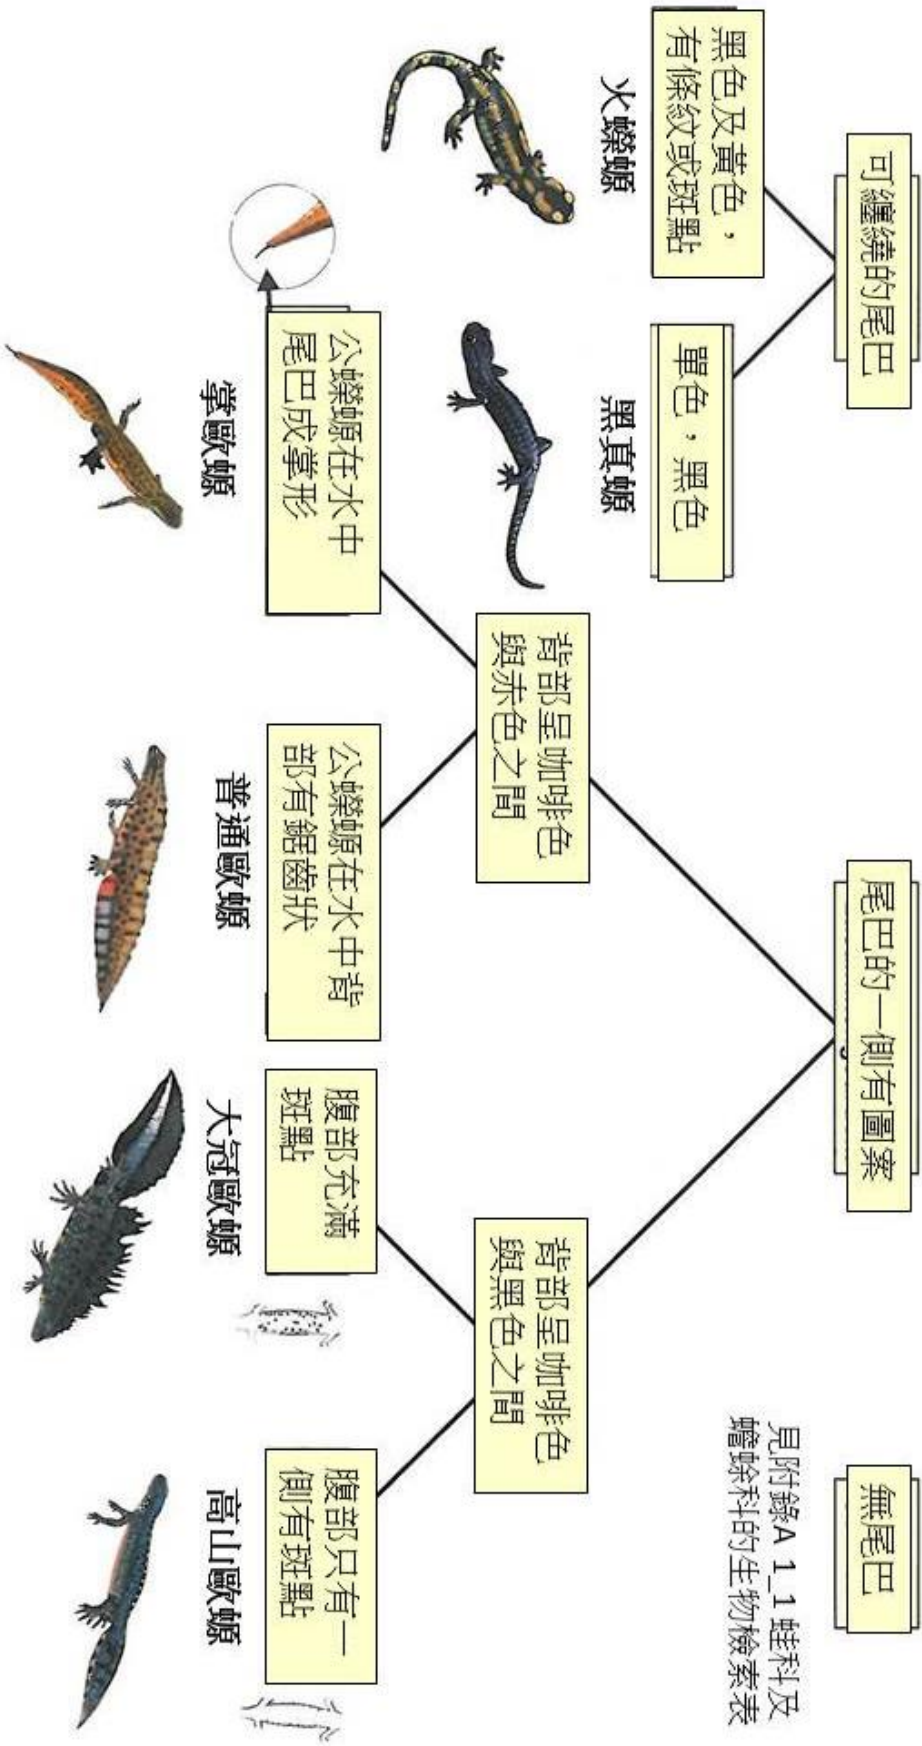 可纏繞的尾巴
尾巴的一側有圖案
無尾巴
見附錄A 1_1 蛙科及
蟾蜍科的生物檢索表
黑色及黃色，
有條紋或斑點
火蠑螈
單色，黑色
黑真螈
背部呈咖啡色
與赤色之間
背部呈咖啡色
與黑色之間
公蠑螈在水中
尾巴成掌形
掌歐螈
公蠑螈在水中背
部有鋸齒狀
普通歐螈
腹部充滿
斑點
大冠歐螈
腹部只有一
側有斑點
高山歐螈